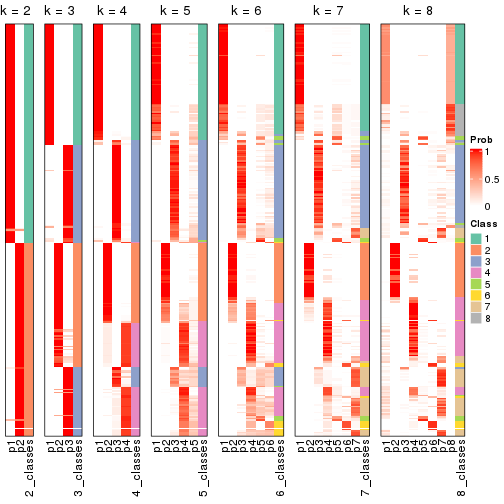 k = 2
k = 3
k = 4
k = 5
k = 6
k = 7
k = 8
Prob
1
0.5
0
Class
1
2
3
4
5
6
7
8
p1
p2
2_classes
p1
p2
p3
3_classes
p1
p2
p3
p4
4_classes
p1
p2
p3
p4
p5
5_classes
p1
p2
p3
p4
p5
p6
6_classes
p1
p2
p3
p4
p5
p6
p7
7_classes
p1
p2
p3
p4
p5
p6
p7
p8
8_classes